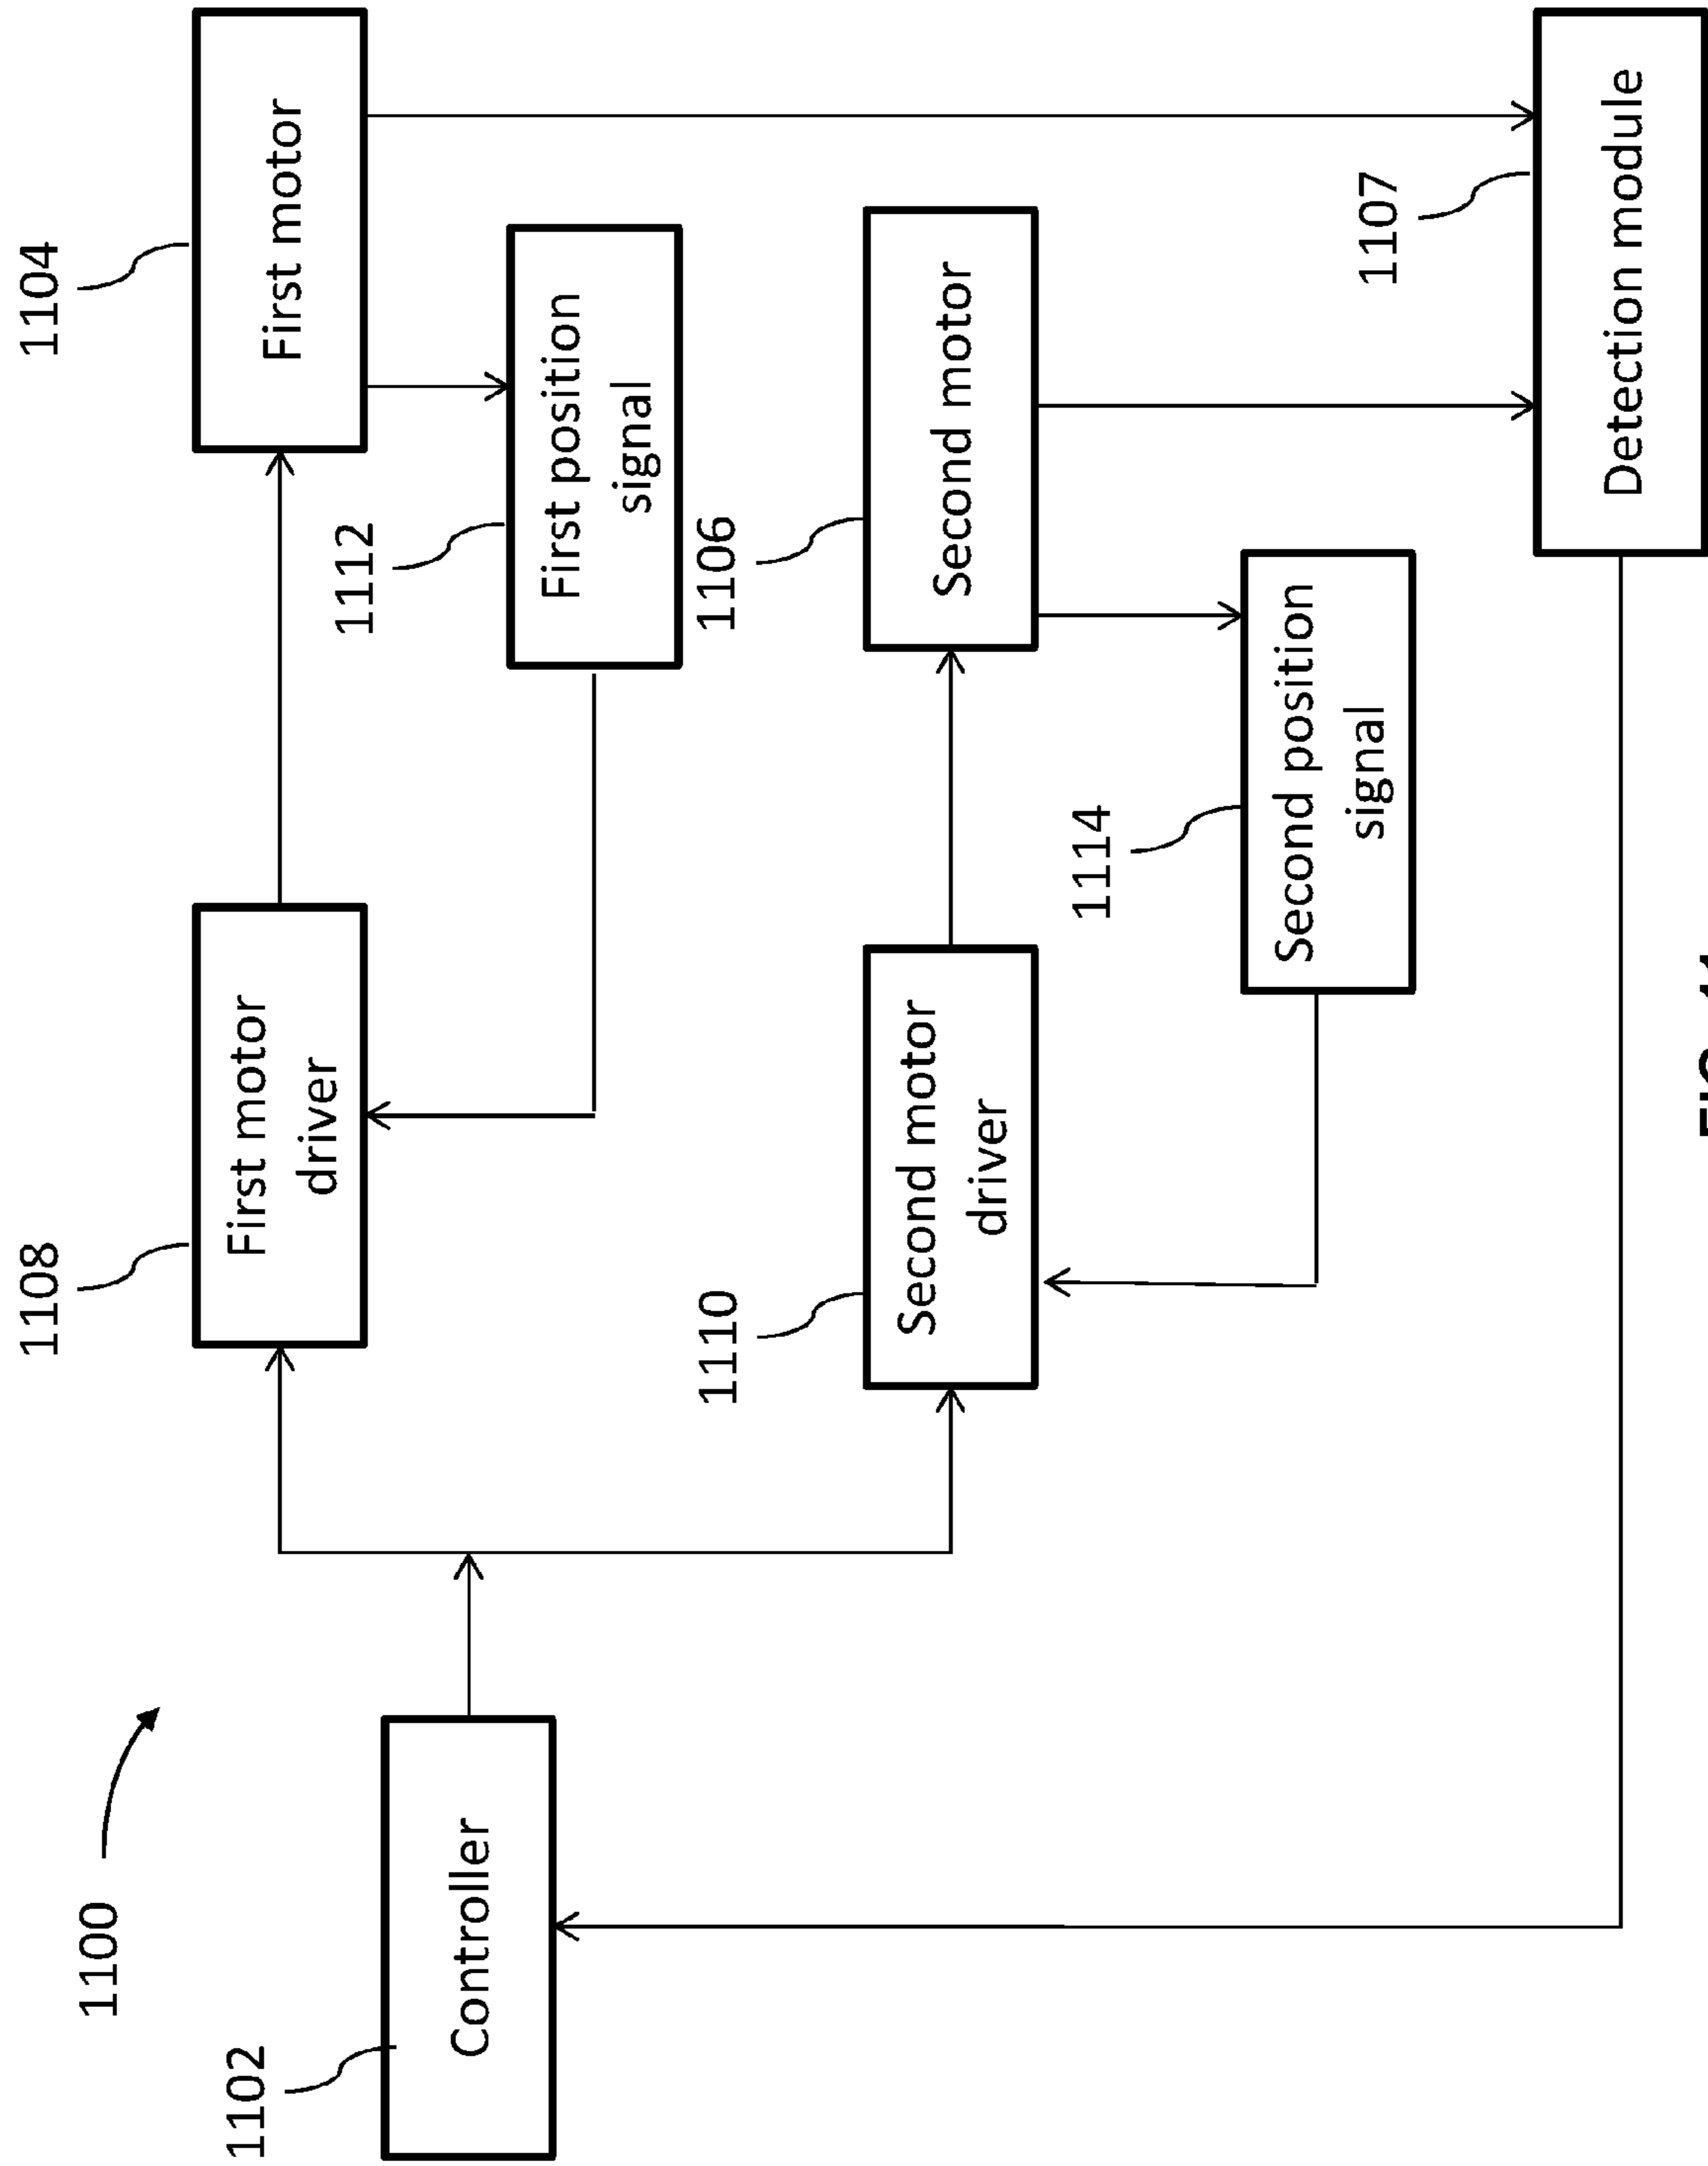 1108
1104
1100
First motor
driver
First motor
1102
1112
Controller
First position
signal
1110
1106
Second motor
driver
Second motor
1114
Second position
signal
1107
Detection module